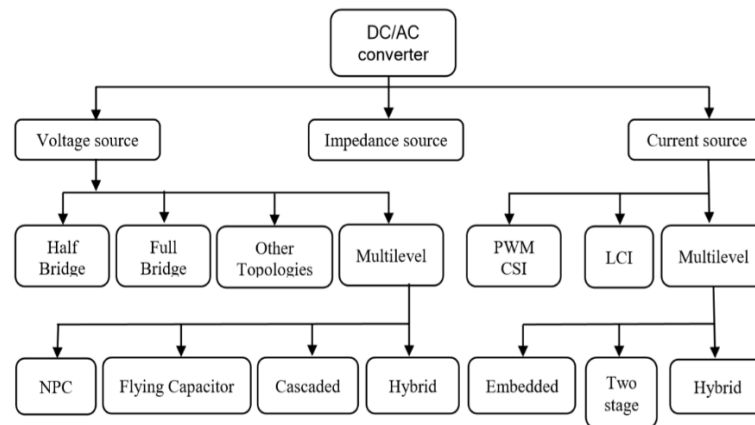 DC/AC
converter
Voltage source
Impedance source
Current source
Half
Bridge
Full
Bridge
Other
Topologies
Multilevel
PWM
CSI
LCI
Multilevel
NPC
Flying Capacitor
Cascaded
Hybrid
Embedded
Two
stage
Hybrid